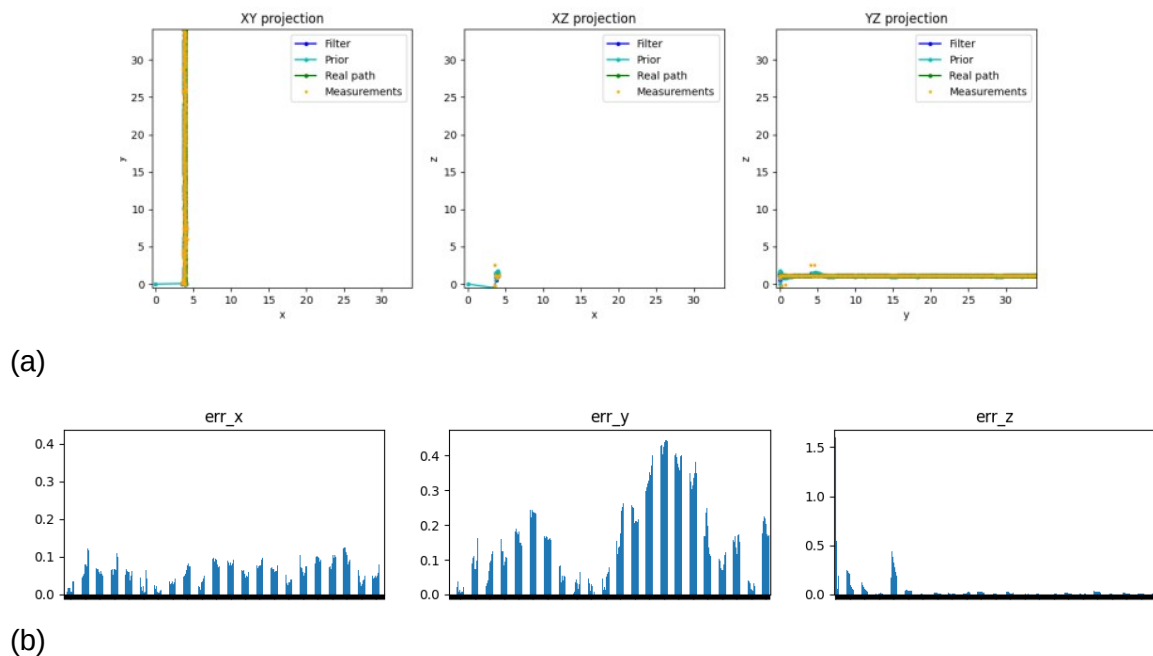 XY projection
30
25
20
15
10
5
0
y
Filter
Prior
Real path
Measurements
0 5 10 15 20 25 30
x
XZ projection
30
25
20
15
10
5
0
z
Filter
Prior
Real path
Measurements
0 5 10 15 20 25 30
x
YZ projection
30
25
20
15
10
5
0
z
Filter
Prior
Real path
Measurements
0 5 10 15 20 25 30
y
(a)
err_x
0.4
0.3
0.2
0.1
0.0
err_y
0.4
0.3
0.2
0.1
0.0
err_z
1.5
1.0
0.5
0.0
(b)